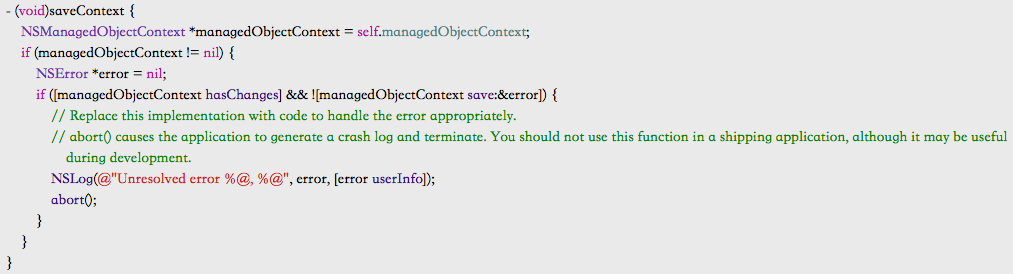 - (void)saveContext {
NSManagedObjectContext *managedObjectContext = self.managedObjectContext;
if (managedObjectContext != nil) {
NSError *error = nil;
if ([managedObjectContext hasChanges] && ![managedObjectContext save:&error]) {
// Replace this implementation with code to handle the error appropriately.
// abort() causes the application to generate a crash log and terminate. You should not use this function in a shipping application, although it may be useful
during development.
NSLog(@"Unresolved error %@, %@", error, [error userInfo]);
abort();
}
}
}